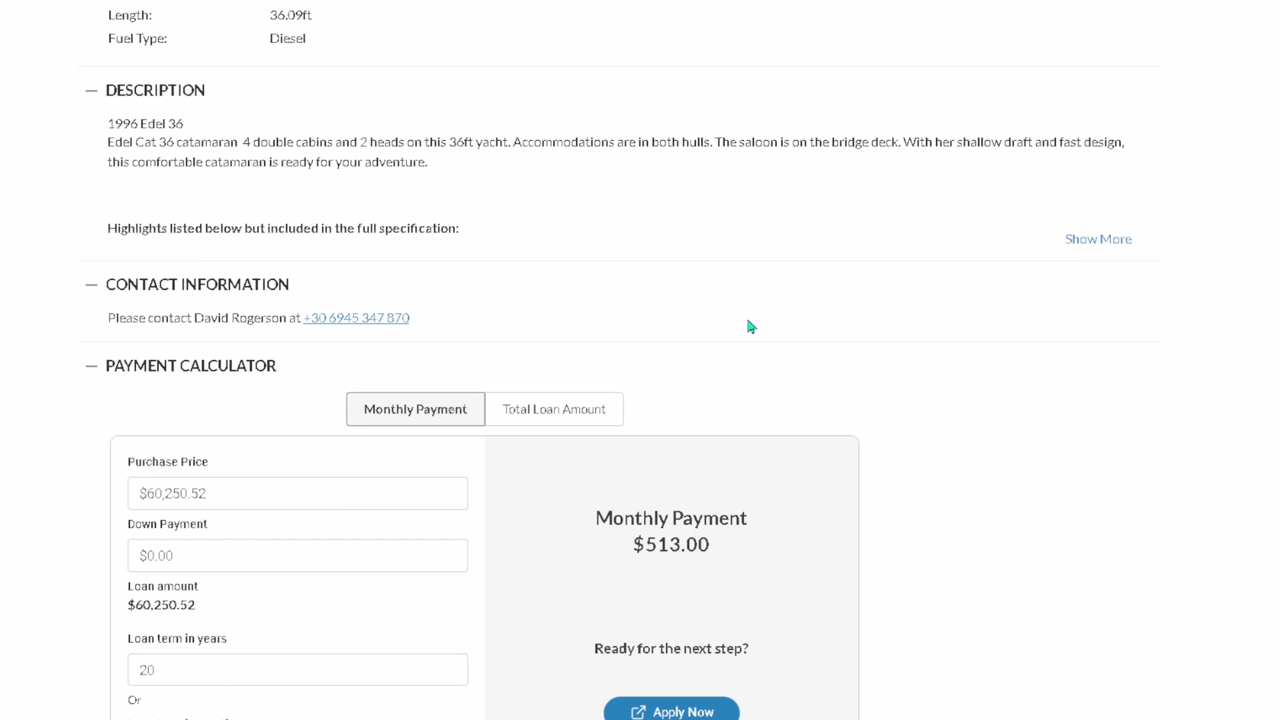 Length: 36.09ft
Fuel Type: Diesel
— DESCRIPTION
1996 Edel 36
Edel Cat 36 catamaran 4 double cabins and 2 heads on this 36ft yacht. Accommodations are in both hulls. The saloon is on the bridge deck. With her shallow draft and fast design,
this comfortable catamaran is ready for your adventure.
Highlights listed below but included in the full specification:
Show More
— CONTACT INFORMATION
Please contact David Rogerson at +30 6945 347 870
— PAYMENT CALCULATOR
Monthly Payment Total Loan Amount
Purchase Price
$60,250.52
Down Payment
$0.00
Loan amount
$60,250.52
Loan term in years
20
Or
Monthly Payment
$513.00
Ready for the next step?
Apply Now